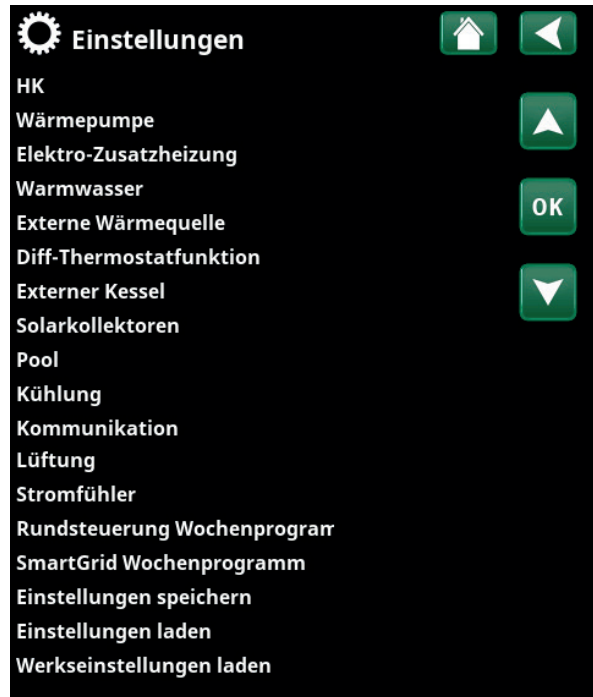 Einstellungen
HK
Wärmepumpe
Elektro-Zusatzheizung
Warmwasser
OK
Externe Wärmequelle
Diff-Thermostatfunktion
Externer Kessel
Solarkollektoren
Pool
Kühlung
Kommunikation
Lüftung
Stromfühler
Rundsteuerung Wochenprogram
SmartGrid Wochenprogramm
Einstellungen speichern
Einstellungen laden
Werkseinstellungen laden